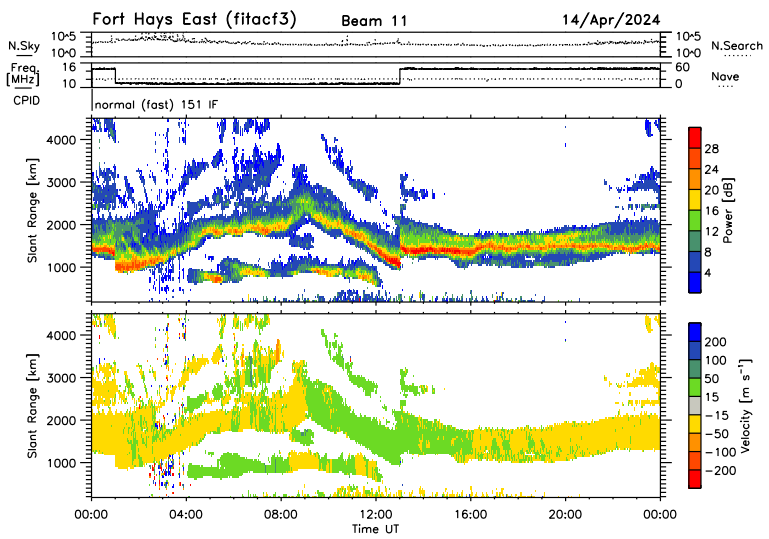 Fort Hays East (fitacf3) Beam 11 14/Apr/2024
N.Sky 10^5 10^0 10^5 10^0 N.Search
Freq. [MHz] 16 10 60 0 Nave
CPID normal (fast) 151 IF
Slant Range [km]
4000
3000
2000
1000
Power [dB]
28
24
20
16
12
8
4
Slant Range [km]
4000
3000
2000
1000
Velocity [m s⁻¹]
200
100
50
15
−15
−50
−100
−200
00:00 04:00 08:00 12:00 16:00 20:00 00:00
Time UT